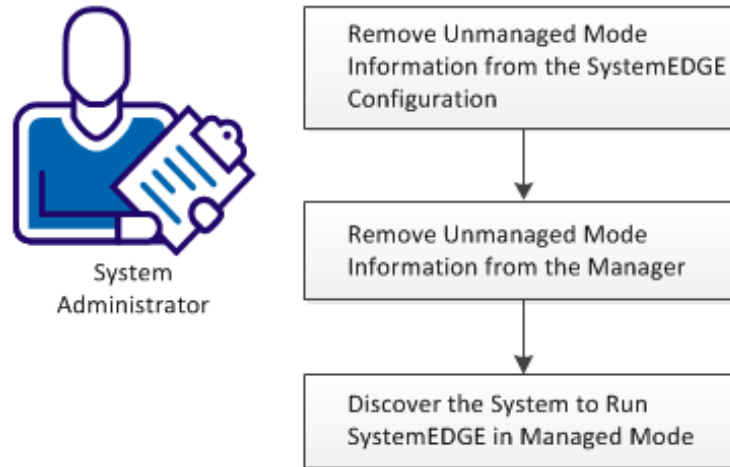 Remove Unmanaged Mode
Information from the SystemEDGE
Configuration
Remove Unmanaged Mode
Information from the Manager
System
Administrator
Discover the System to Run
SystemEDGE in Managed Mode